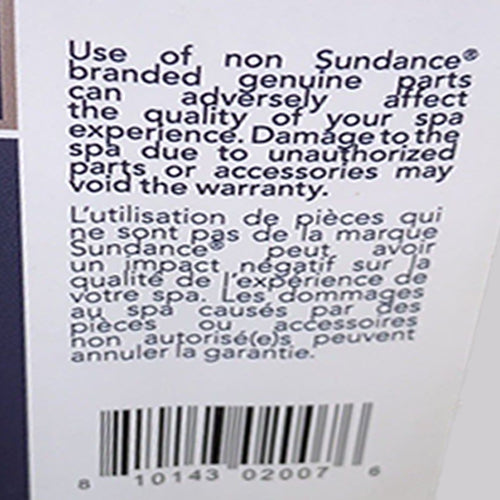 Use of non Sundance®
branded genuine parts
can adversely affect
the quality of your spa
experience. Damage to the
spa due to unauthorized
parts or accessories may
void the warranty.
L'utilisation de pièces qui
ne sont pas de la marque
Sundance® peut avoir
un impact négatif sur la
qualité de l'expérience de
votre spa. Les dommages
au spa causés par des
pièces ou accessoires
non autorisé(e)s peuvent
annuler la garantie.
8 10143 02007 6